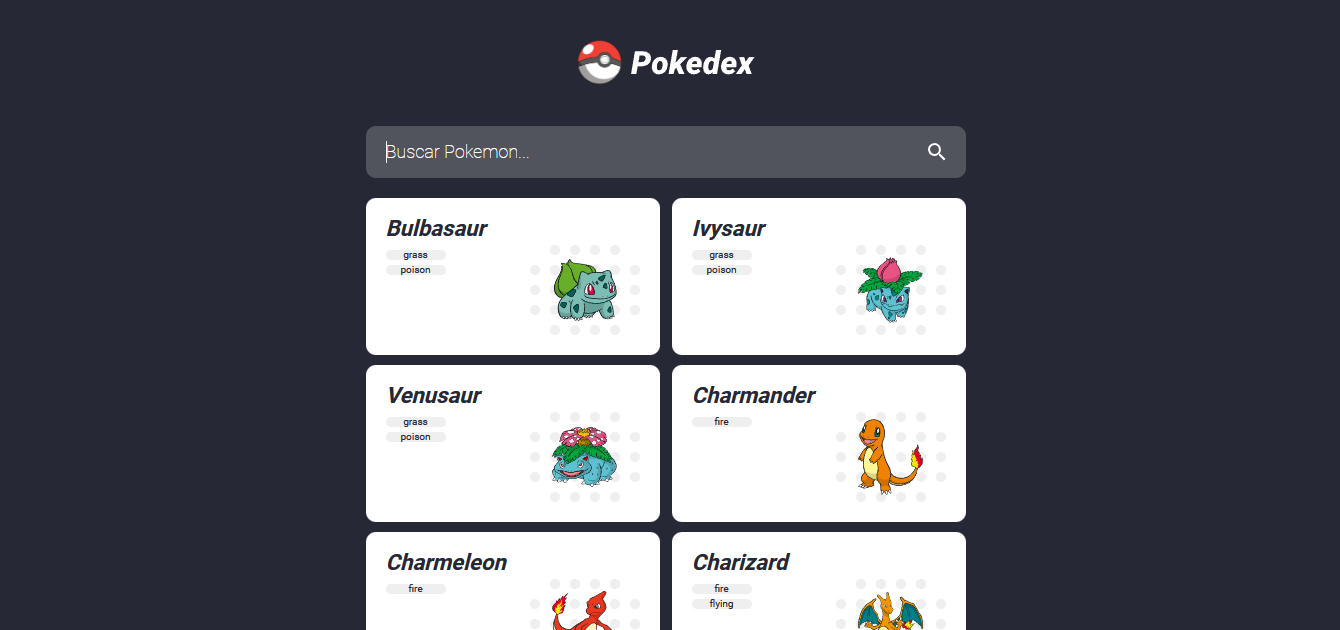 Pokedex
Buscar Pokemon...
Bulbasaur
grass
poison
Ivysaur
grass
poison
Venusaur
grass
poison
Charmander
fire
Charmeleon
fire
Charizard
fire
flying